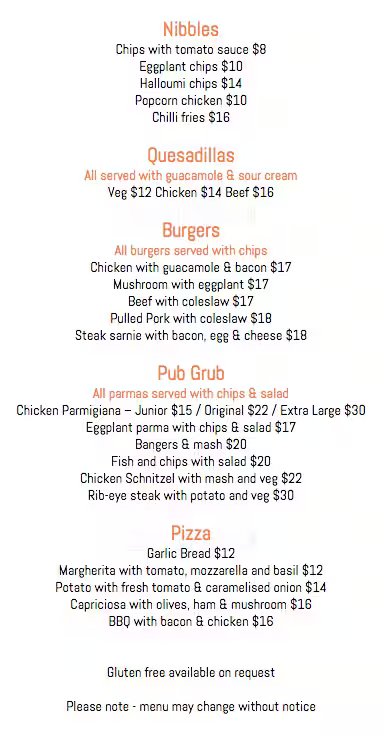 Nibbles
Chips with tomato sauce $8
Eggplant chips $10
Halloumi chips $14
Popcorn chicken $10
Chilli fries $16
Quesadillas
All served with guacamole & sour cream
Veg $12 Chicken $14 Beef $16
Burgers
All burgers served with chips
Chicken with guacamole & bacon $17
Mushroom with eggplant $17
Beef with coleslaw $17
Pulled Pork with coleslaw $18
Steak sarnie with bacon, egg & cheese $18
Pub Grub
All parmas served with chips & salad
Chicken Parmigiana – Junior $15 / Original $22 / Extra Large $30
Eggplant parma with chips & salad $17
Bangers & mash $20
Fish and chips with salad $20
Chicken Schnitzel with mash and veg $22
Rib-eye steak with potato and veg $30
Pizza
Garlic Bread $12
Margherita with tomato, mozzarella and basil $12
Potato with fresh tomato & caramelised onion $14
Capriciosa with olives, ham & mushroom $16
BBQ with bacon & chicken $16
Gluten free available on request
Please note - menu may change without notice